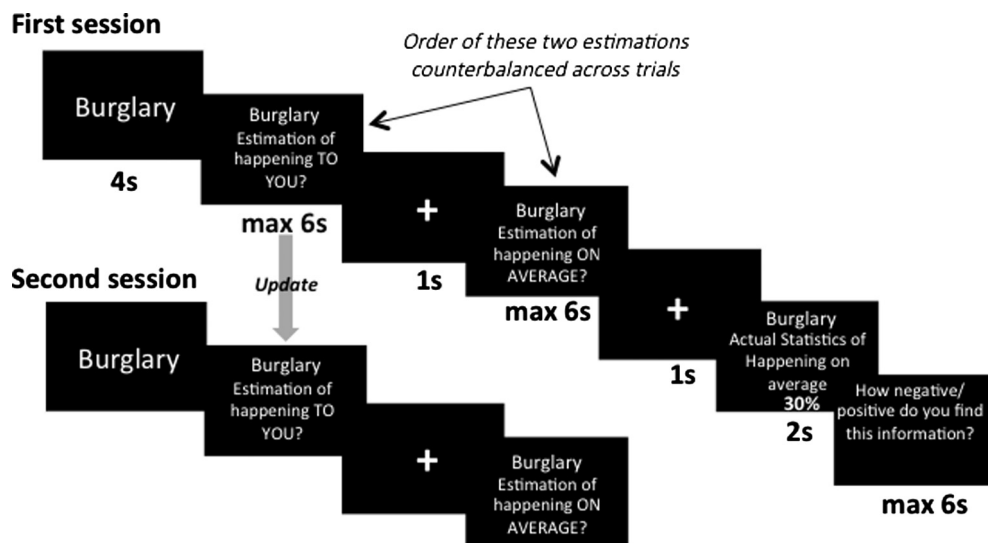 First session
Order of these two estimations
counterbalanced across trials
Burglary
4s
Burglary
Estimation of
happening TO
YOU?
max 6s
+
1s
Burglary
Estimation of
happening ON
AVERAGE?
max 6s
+
1s
Burglary
Actual Statistics of
Happening on
average
30%
2s
How negative/
positive do you find
this information?
max 6s
Update
Second session
Burglary
Burglary
Estimation of
happening TO
YOU?
+
Burglary
Estimation of
happening ON
AVERAGE?